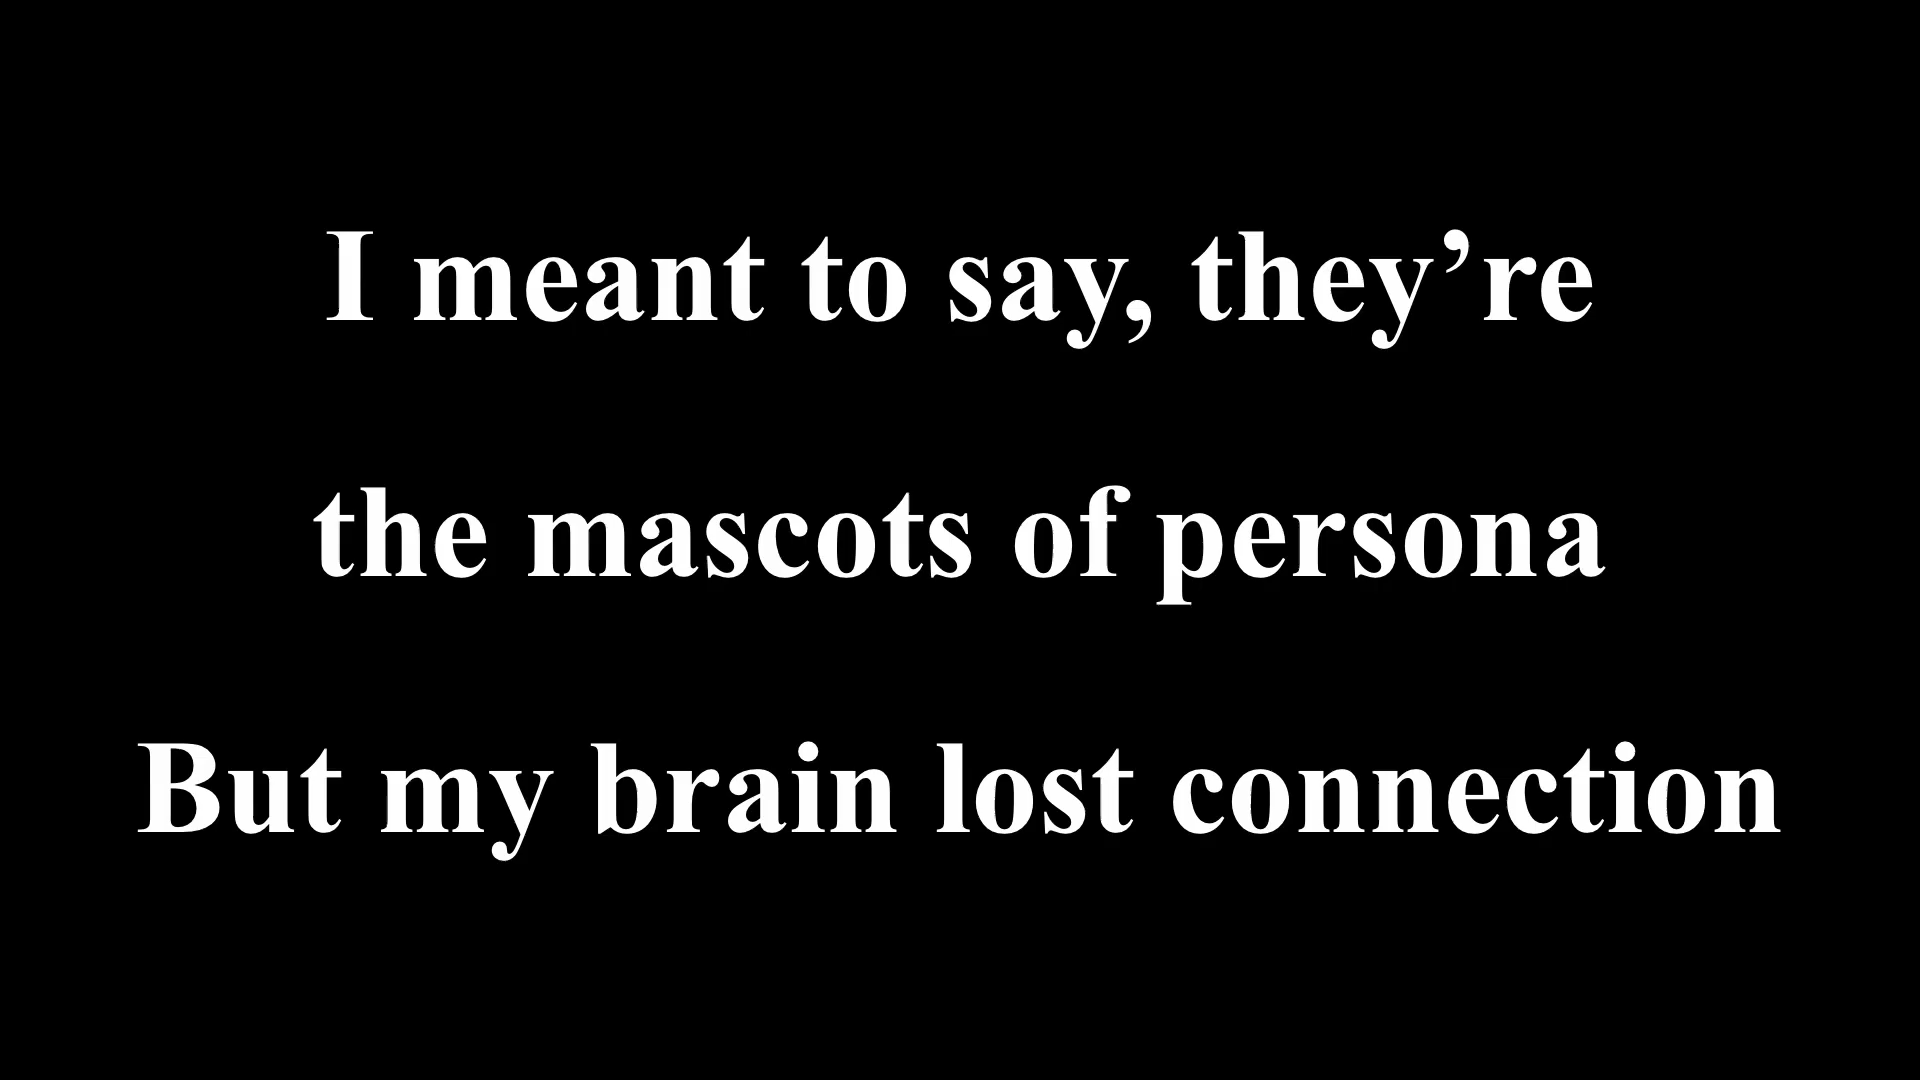 I meant to say, they’re
the mascots of persona
But my brain lost connection